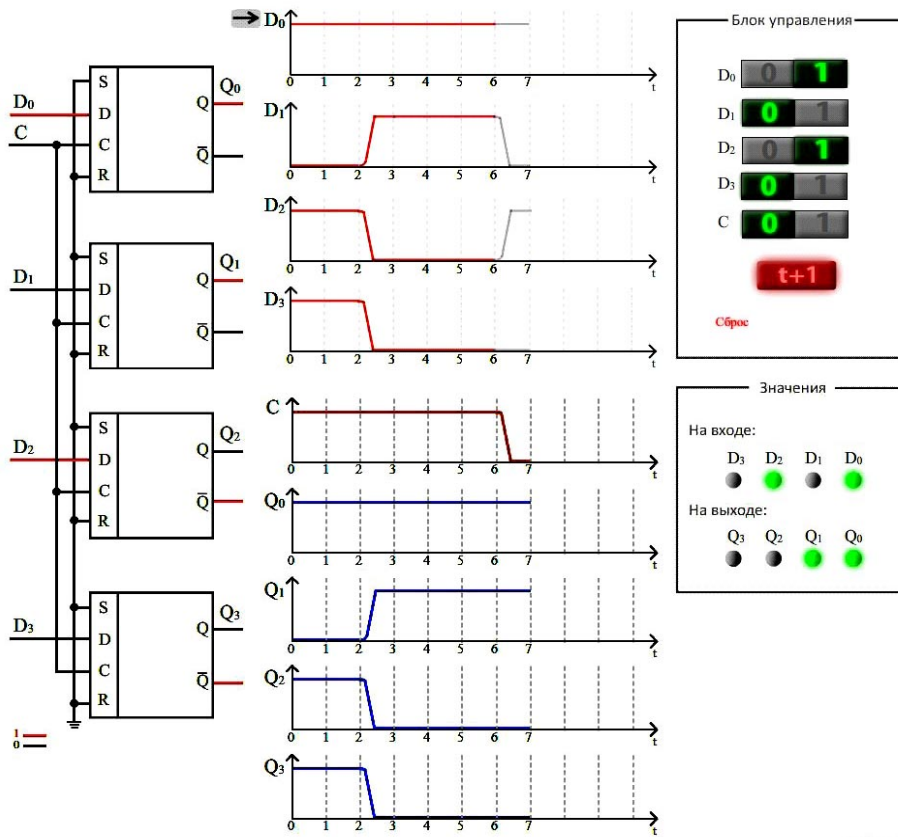 D0
C
S
D
C
R
Q
Q̅
Q0
D1
S
D
C
R
Q
Q̅
Q1
D2
S
D
C
R
Q
Q̅
Q2
D3
S
D
C
R
Q
Q̅
Q3
1
0
D0
0 1 2 3 4 5 6 7 t
D1
0 1 2 3 4 5 6 7 t
D2
0 1 2 3 4 5 6 7 t
D3
0 1 2 3 4 5 6 7 t
C
0 1 2 3 4 5 6 7 t
Q0
0 1 2 3 4 5 6 7 t
Q1
0 1 2 3 4 5 6 7 t
Q2
0 1 2 3 4 5 6 7 t
Q3
0 1 2 3 4 5 6 7 t
Блок управления
D0 0 1
D1 0 1
D2 0 1
D3 0 1
C 0 1
t+1
Сброс
Значения
На входе:
D3 D2 D1 D0
На выходе:
Q3 Q2 Q1 Q0